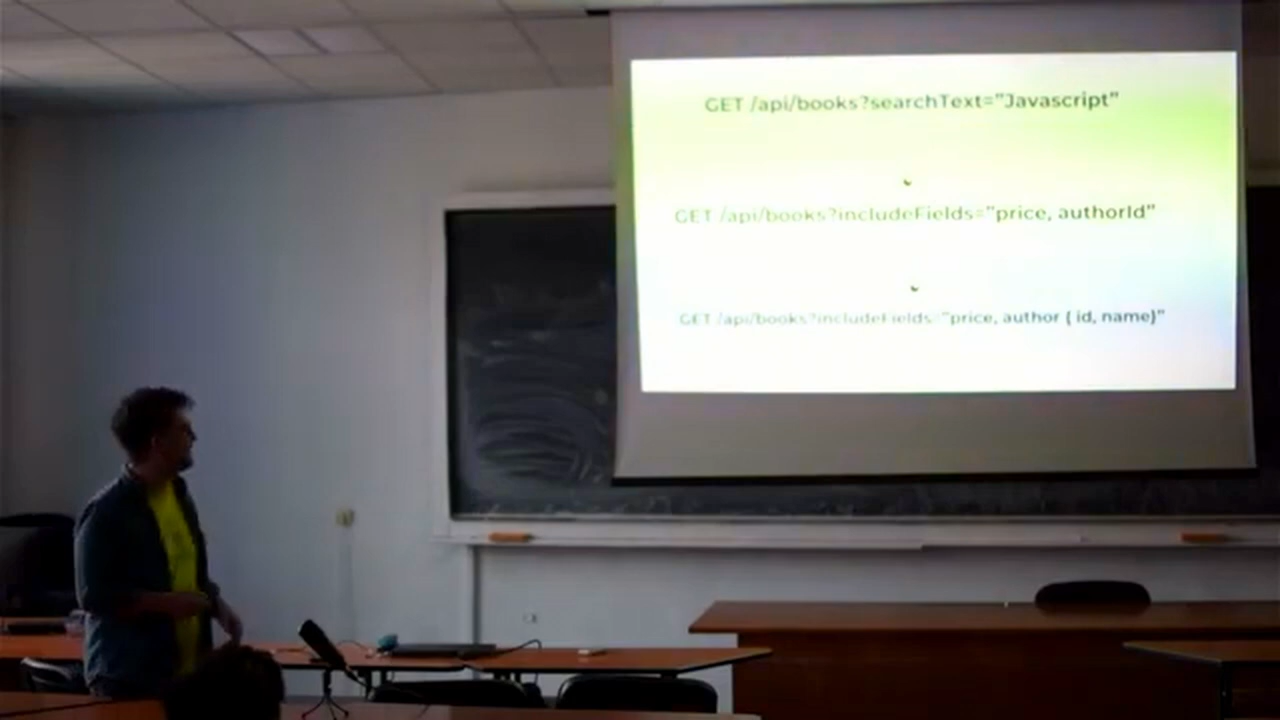 GET /api/books?searchText="Javascript"
GET /api/books?includeFields="price, authorId"
GET /api/books?includeFields="price, author { id, name}"